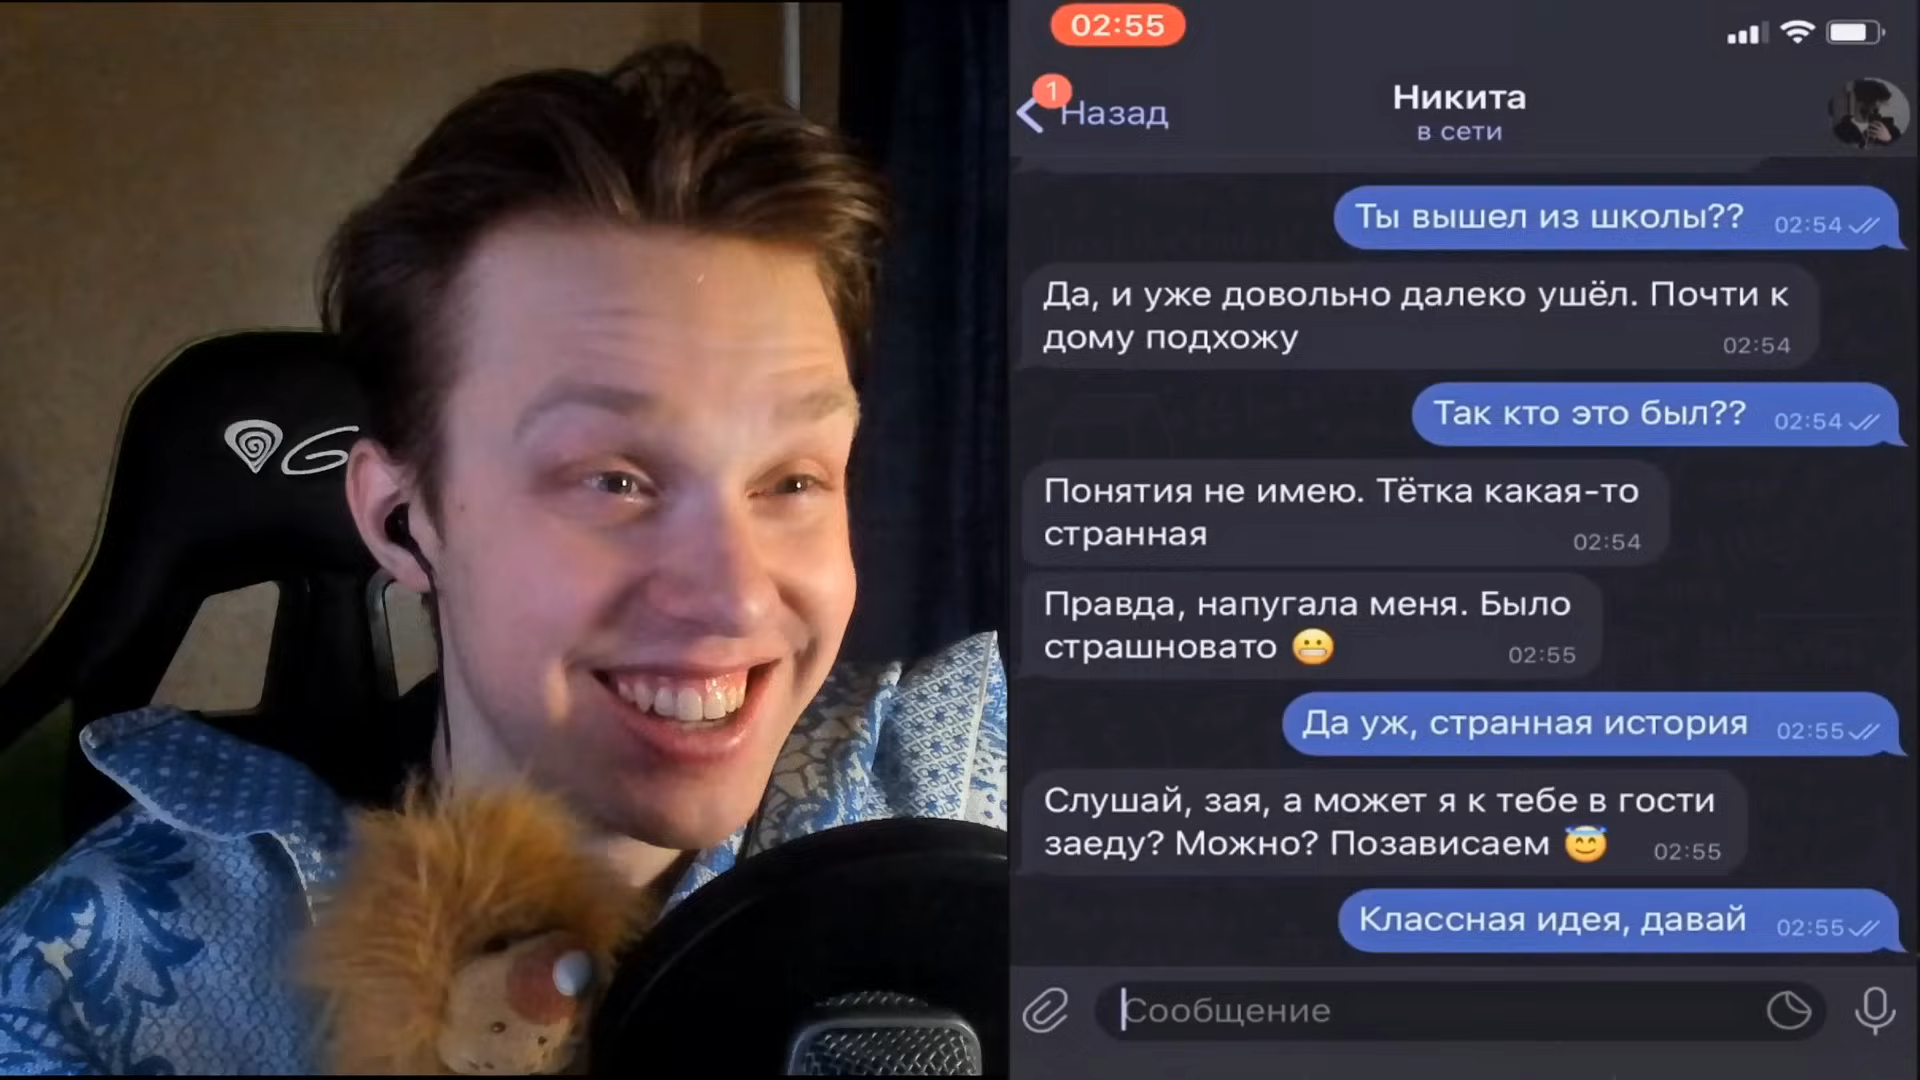 G
02:55
1
Назад
Никита
в сети
Ты вышел из школы?? 02:54
Да, и уже довольно далеко ушёл. Почти к
дому подхожу 02:54
Так кто это был?? 02:54
Понятия не имею. Тётка какая-то
странная 02:54
Правда, напугала меня. Было
страшновато 😬 02:55
Да уж, странная история 02:55
Слушай, зая, а может я к тебе в гости
заеду? Можно? Позависаем 😇 02:55
Классная идея, давай 02:55
Сообщение